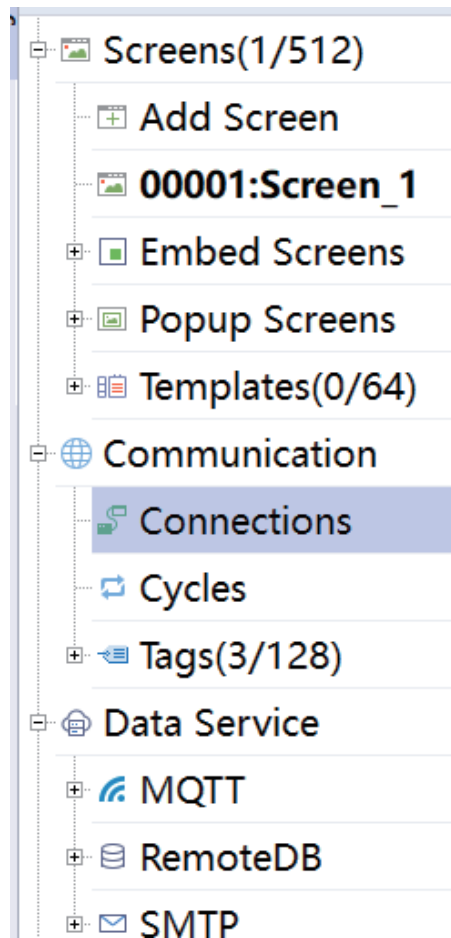 Screens(1/512)
Add Screen
00001:Screen_1
Embed Screens
Popup Screens
Templates(0/64)
Communication
Connections
Cycles
Tags(3/128)
Data Service
MQTT
RemoteDB
SMTP